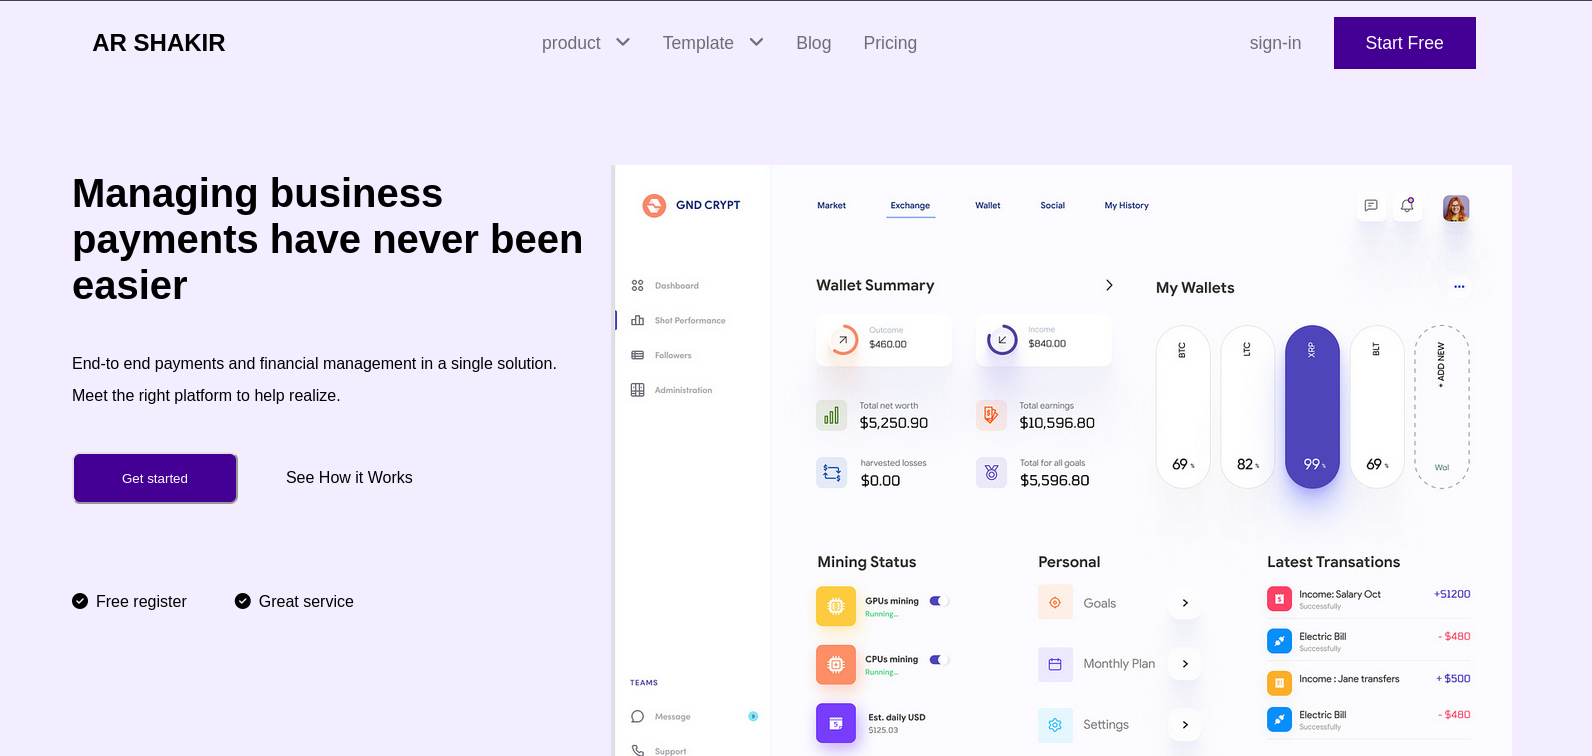 AR SHAKIR
product
Template
Blog
Pricing
sign-in
Start Free
Managing business
payments have never been
easier
End-to end payments and financial management in a single solution.
Meet the right platform to help realize.
Get started
See How it Works
Free register
Great service
GND CRYPT
Market
Exchange
Wallet
Social
My History
Dashboard
Shot Performance
Followers
Administration
TEAMS
Message
Support
Wallet Summary
Outcome
$460.00
Income
$840.00
Total net worth
$5,250.90
Total earnings
$10,596.80
harvested losses
$0.00
Total for all goals
$5,596.80
My Wallets
BTC
69 %
LTC
82 %
XRP
99 %
BLT
69 %
+ ADD NEW
Wal
Mining Status
GPUs mining
Running...
CPUs mining
Running...
Est. daily USD
$125.03
Personal
Goals
Monthly Plan
Settings
Latest Transations
Income: Salary Oct
Successfully
+$1200
Electric Bill
Successfully
- $480
Income : Jane transfers
+ $500
Electric Bill
Successfully
- $480